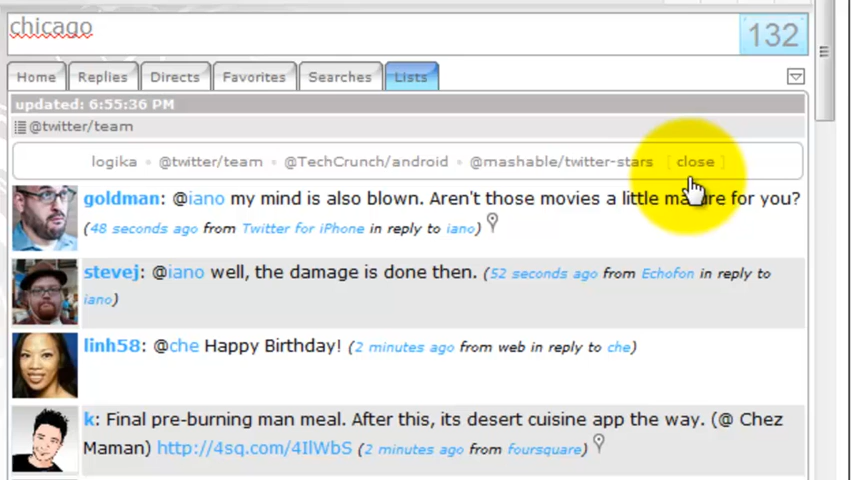 chicago
132
Home Replies Directs Favorites Searches Lists
updated: 6:55:36 PM
@twitter/team
logika • @twitter/team • @TechCrunch/android • @mashable/twitter-stars [ close ]
goldman: @iano my mind is also blown. Aren't those movies a little mature for you?
(48 seconds ago from Twitter for iPhone in reply to iano)
stevej: @iano well, the damage is done then. (52 seconds ago from Echofon in reply to
iano)
linh58: @che Happy Birthday! (2 minutes ago from web in reply to che)
k: Final pre-burning man meal. After this, its desert cuisine app the way. (@ Chez
Maman) http://4sq.com/4IlWbS (2 minutes ago from foursquare)